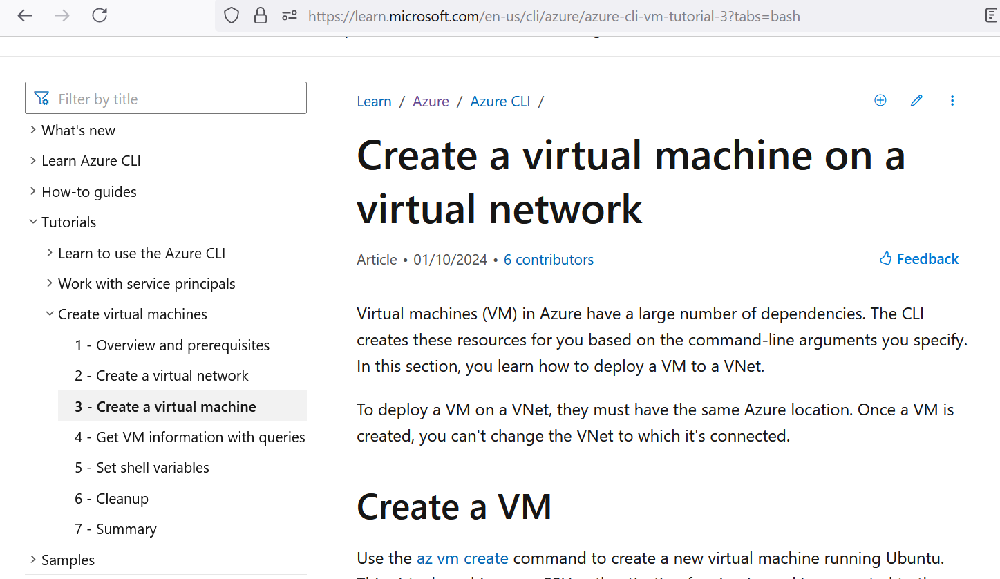 https://learn.microsoft.com/en-us/cli/azure/azure-cli-vm-tutorial-3?tabs=bash
Filter by title
What's new
Learn Azure CLI
How-to guides
Tutorials
Learn to use the Azure CLI
Work with service principals
Create virtual machines
1 - Overview and prerequisites
2 - Create a virtual network
3 - Create a virtual machine
4 - Get VM information with queries
5 - Set shell variables
6 - Cleanup
7 - Summary
Samples
Learn / Azure / Azure CLI /
Create a virtual machine on a
virtual network
Article • 01/10/2024 • 6 contributors
Feedback
Virtual machines (VM) in Azure have a large number of dependencies. The CLI
creates these resources for you based on the command-line arguments you specify.
In this section, you learn how to deploy a VM to a VNet.
To deploy a VM on a VNet, they must have the same Azure location. Once a VM is
created, you can't change the VNet to which it's connected.
Create a VM
Use the az vm create command to create a new virtual machine running Ubuntu.